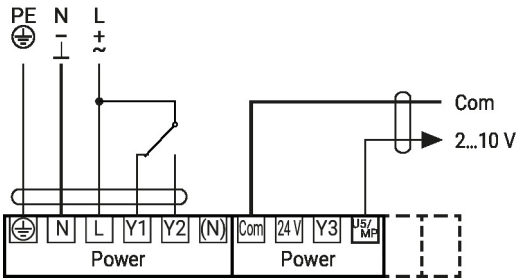 PE N L
− +
~
Com
2...10 V
N L Y1 Y2 (N) Com 24 V Y3 U5/
MP
Power Power